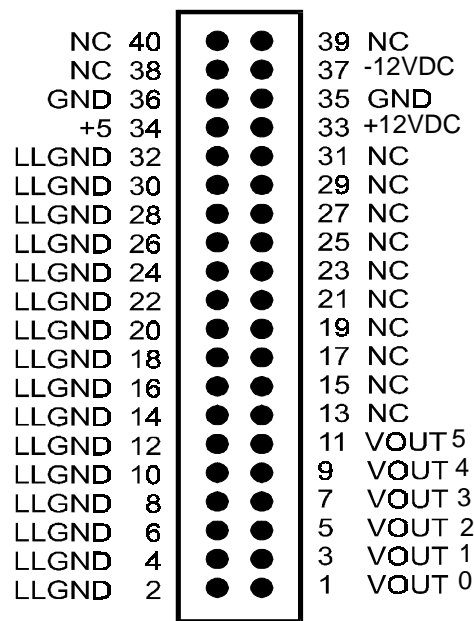 NC 40 39 NC
NC 38 37 -12VDC
GND 36 35 GND
+5 34 33 +12VDC
LLGND 32 31 NC
LLGND 30 29 NC
LLGND 28 27 NC
LLGND 26 25 NC
LLGND 24 23 NC
LLGND 22 21 NC
LLGND 20 19 NC
LLGND 18 17 NC
LLGND 16 15 NC
LLGND 14 13 NC
LLGND 12 11 VOUT 5
LLGND 10 9 VOUT 4
LLGND 8 7 VOUT 3
LLGND 6 5 VOUT 2
LLGND 4 3 VOUT 1
LLGND 2 1 VOUT 0